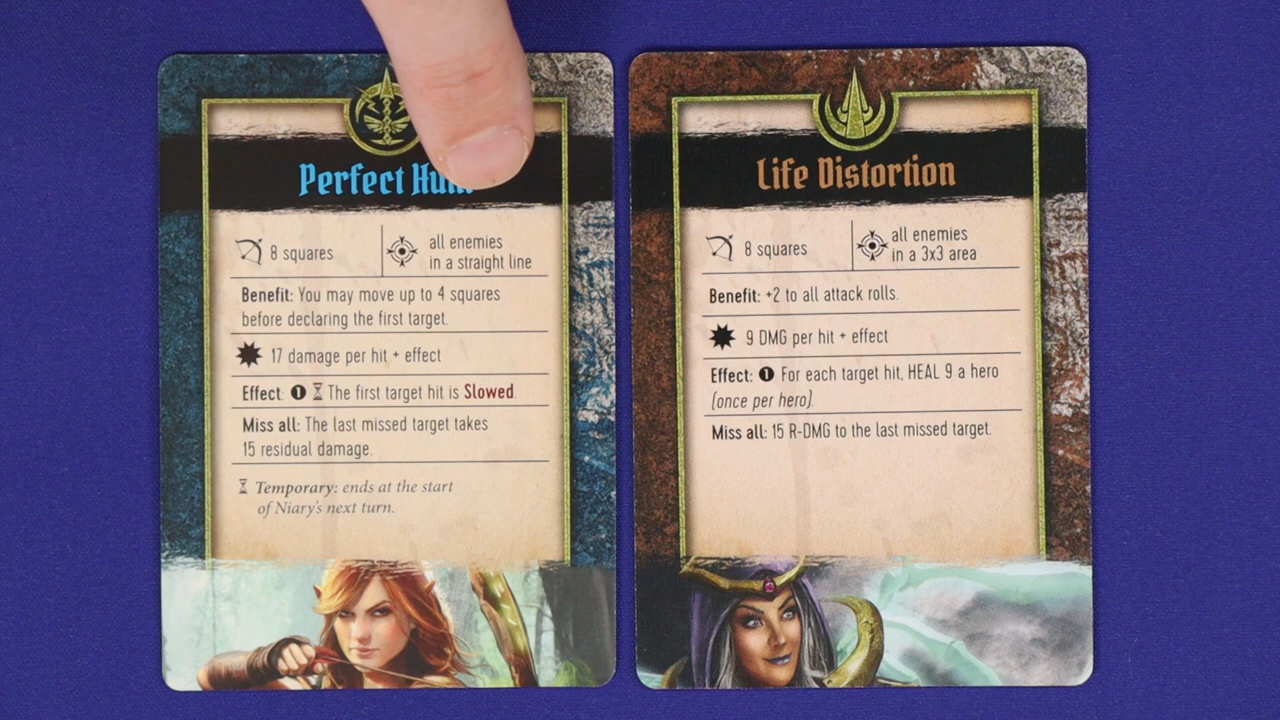 Perfect
8 squares
all enemies
in a straight line
Benefit: You may move up to 4 squares
before declaring the first target.
17 damage per hit + effect
Effect: 1 The first target hit is Slowed.
Miss all: The last missed target takes
15 residual damage.
Temporary: ends at the start
of Niary's next turn.
Life Distortion
8 squares
all enemies
in a 3x3 area
Benefit: +2 to all attack rolls.
9 DMG per hit + effect
Effect: 1 For each target hit, HEAL 9 a hero
(once per hero).
Miss all: 15 R-DMG to the last missed target.